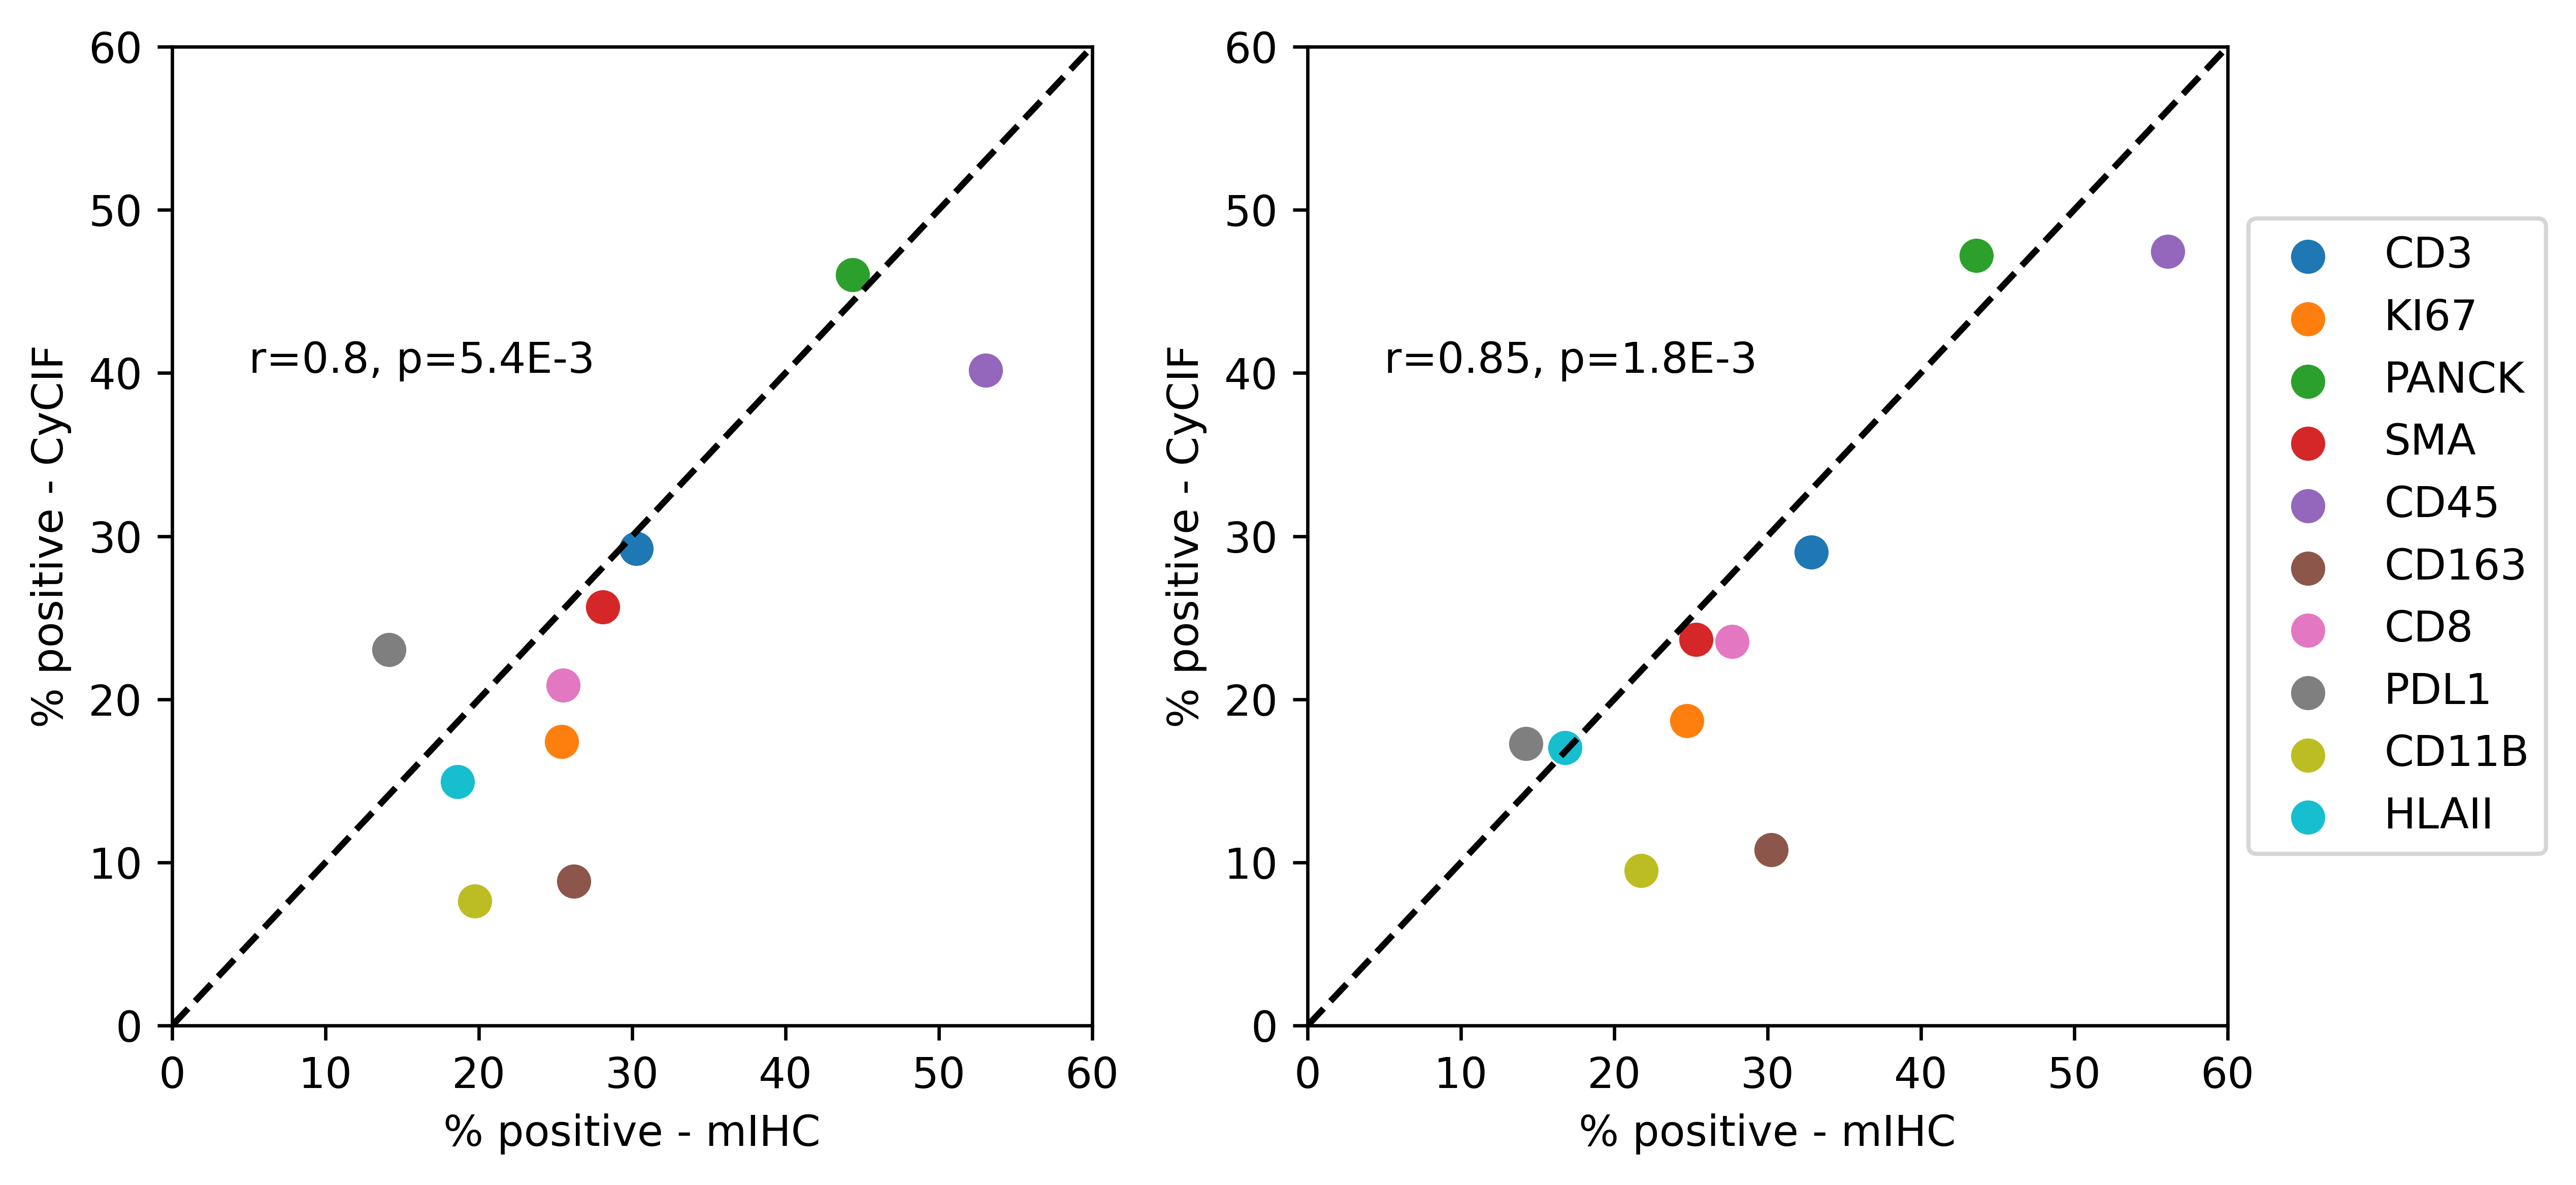 60
50
40
30
20
10
0
% positive - CyCIF
r=0.8, p=5.4E-3
0 10 20 30 40 50 60
% positive - mIHC
60
50
40
30
20
10
0
% positive - CyCIF
r=0.85, p=1.8E-3
0 10 20 30 40 50 60
% positive - mIHC
CD3
KI67
PANCK
SMA
CD45
CD163
CD8
PDL1
CD11B
HLAII